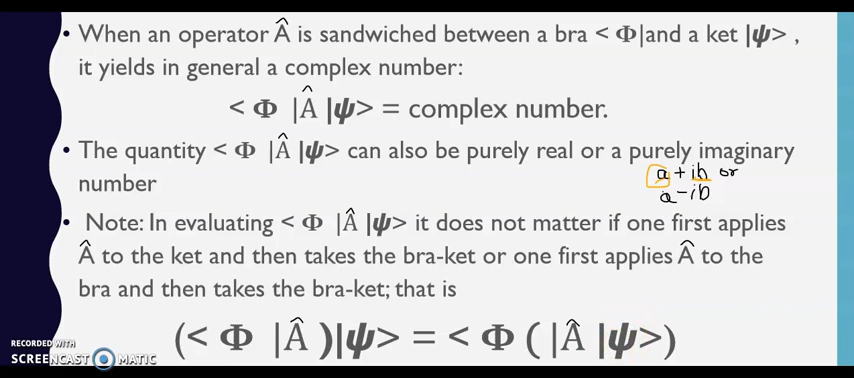 • When an operator Â is sandwiched between a bra < Φ|and a ket |𝝍> ,
it yields in general a complex number:
< Φ |Â |𝝍> = complex number.
• The quantity < Φ |Â |𝝍> can also be purely real or a purely imaginary
number
a + ib or
a - ib
• Note: In evaluating < Φ |Â |𝝍> it does not matter if one first applies
Â to the ket and then takes the bra-ket or one first applies Â to the
bra and then takes the bra-ket; that is
(< Φ |Â )|𝝍> = < Φ ( |Â |𝝍>)
RECORDED WITH
SCREENCAST MATIC